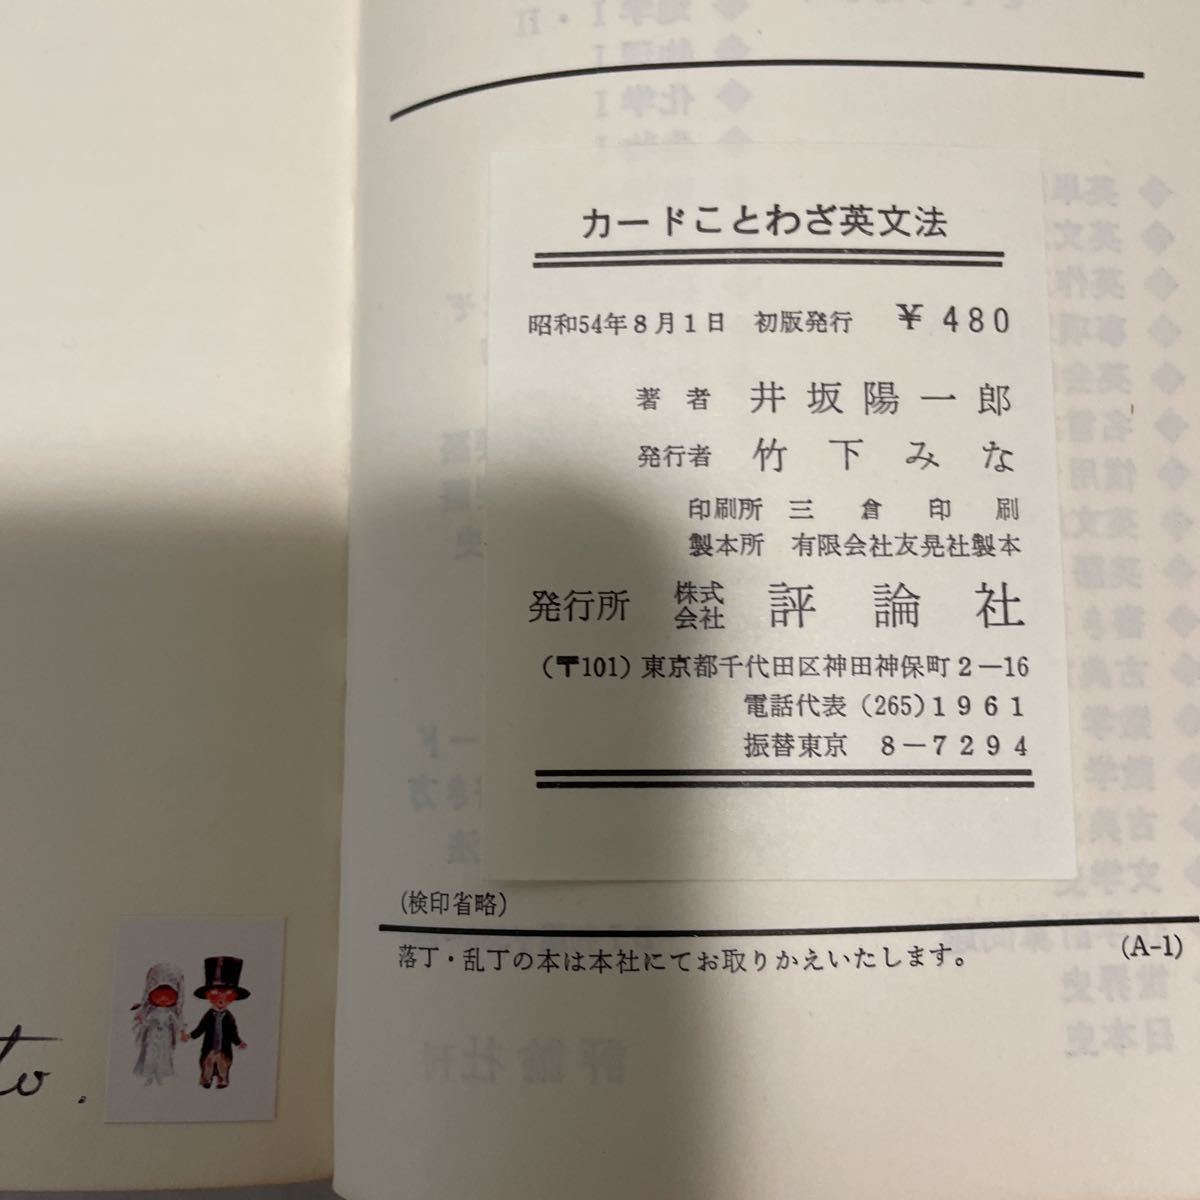 カードことわざ英文法
昭和54年8月1日 初版発行 ¥480
著者 井坂陽一郎
発行者 竹下みな
印刷所 三倉印刷
製本所 有限会社友晃社製本
発行所 株式会社 評論社
(〒101) 東京都千代田区神田神保町2-16
電話代表 (265)1961
振替東京 8-7294
(検印省略)
落丁・乱丁の本は本社にてお取りかえいたします。 (A-1)
to.